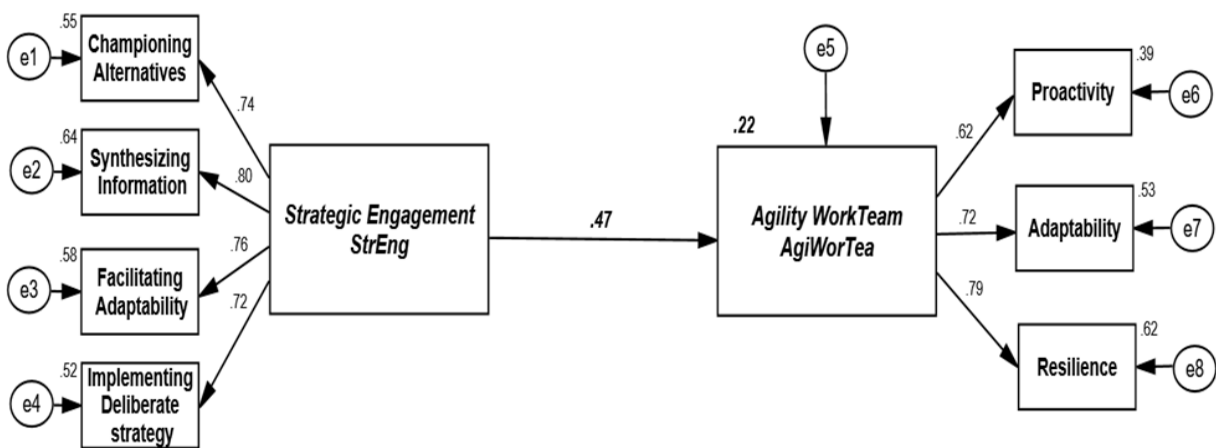 .55
e1
Championing
Alternatives
.74
.64
e2
Synthesizing
Information
.80
.58
e3
Facilitating
Adaptability
.76
.52
e4
Implementing
Deliberate
strategy
.72
Strategic Engagement
StrEng
.47
e5
.22
Agility WorkTeam
AgiWorTea
.62
.39
Proactivity
e6
.72
.53
Adaptability
e7
.79
.62
Resilience
e8